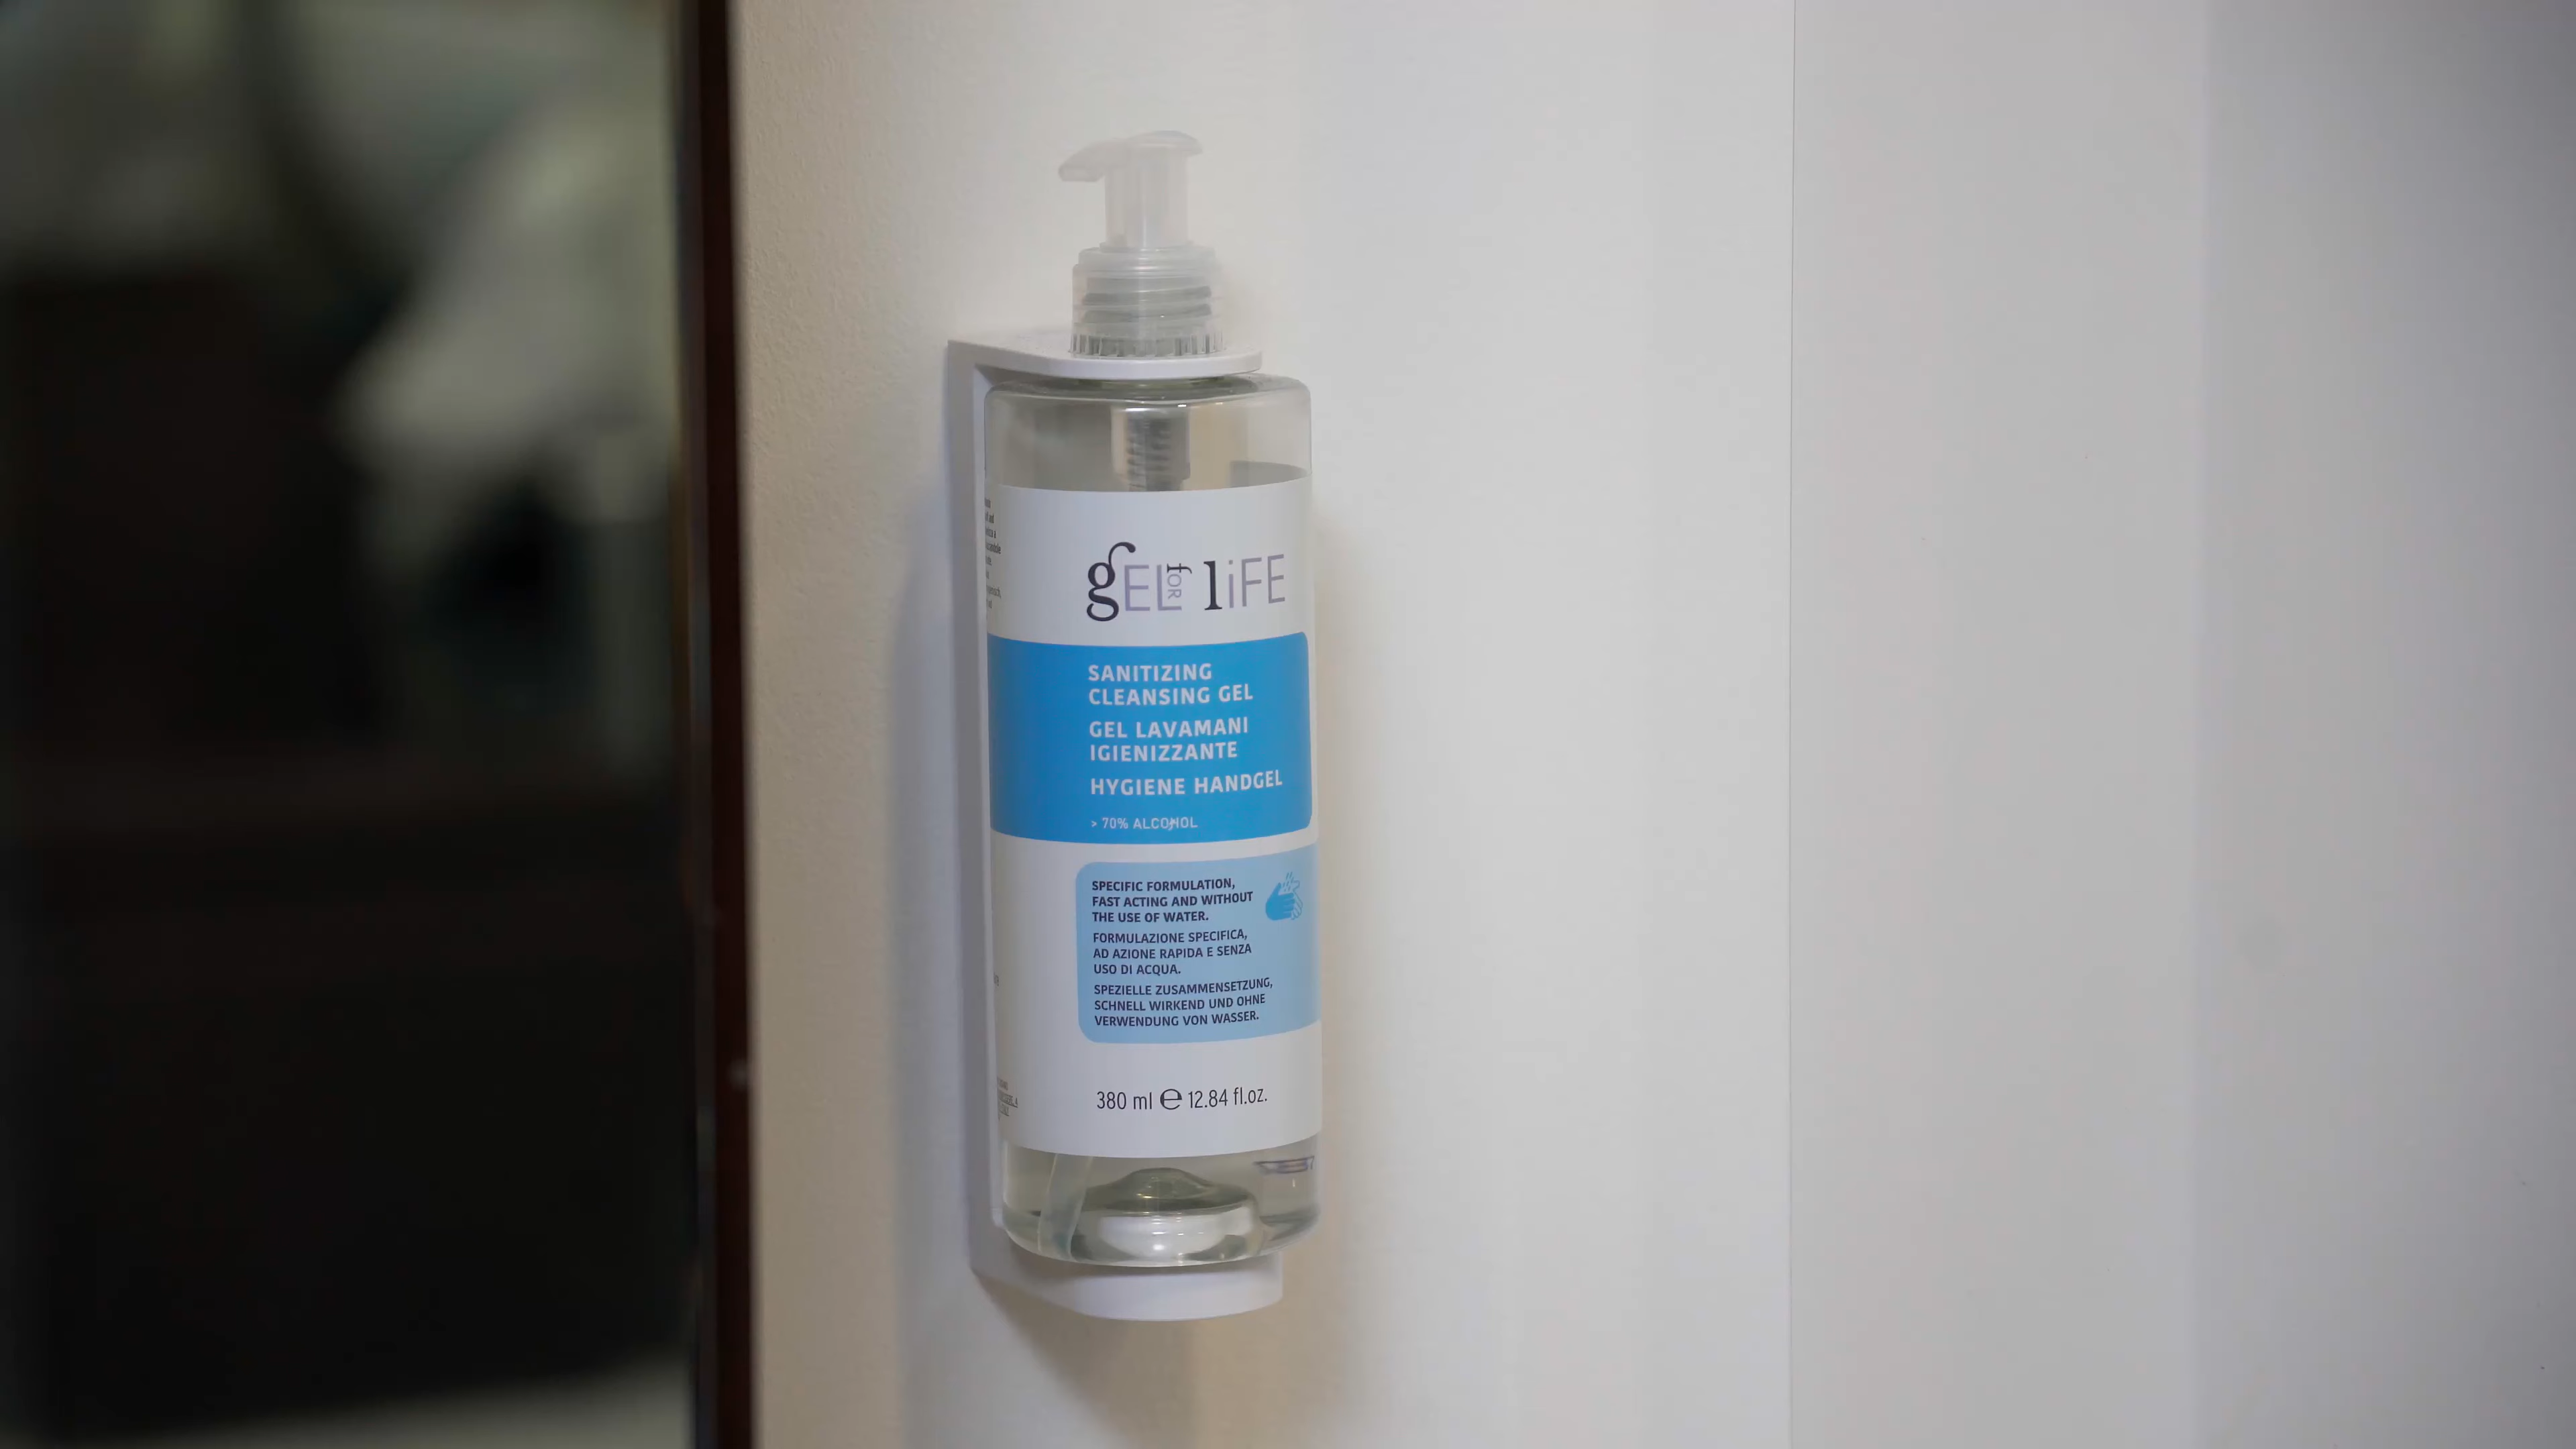 gEL fOR liFE
SANITIZING
CLEANSING GEL
GEL LAVAMANI
IGIENIZZANTE
HYGIENE HANDGEL
> 70% ALCOHOL
SPECIFIC FORMULATION,
FAST ACTING AND WITHOUT
THE USE OF WATER.
FORMULAZIONE SPECIFICA,
AD AZIONE RAPIDA E SENZA
USO DI ACQUA.
SPEZIELLE ZUSAMMENSETZUNG,
SCHNELL WIRKEND UND OHNE
VERWENDUNG VON WASSER.
380 ml ℮ 12.84 fl.oz.